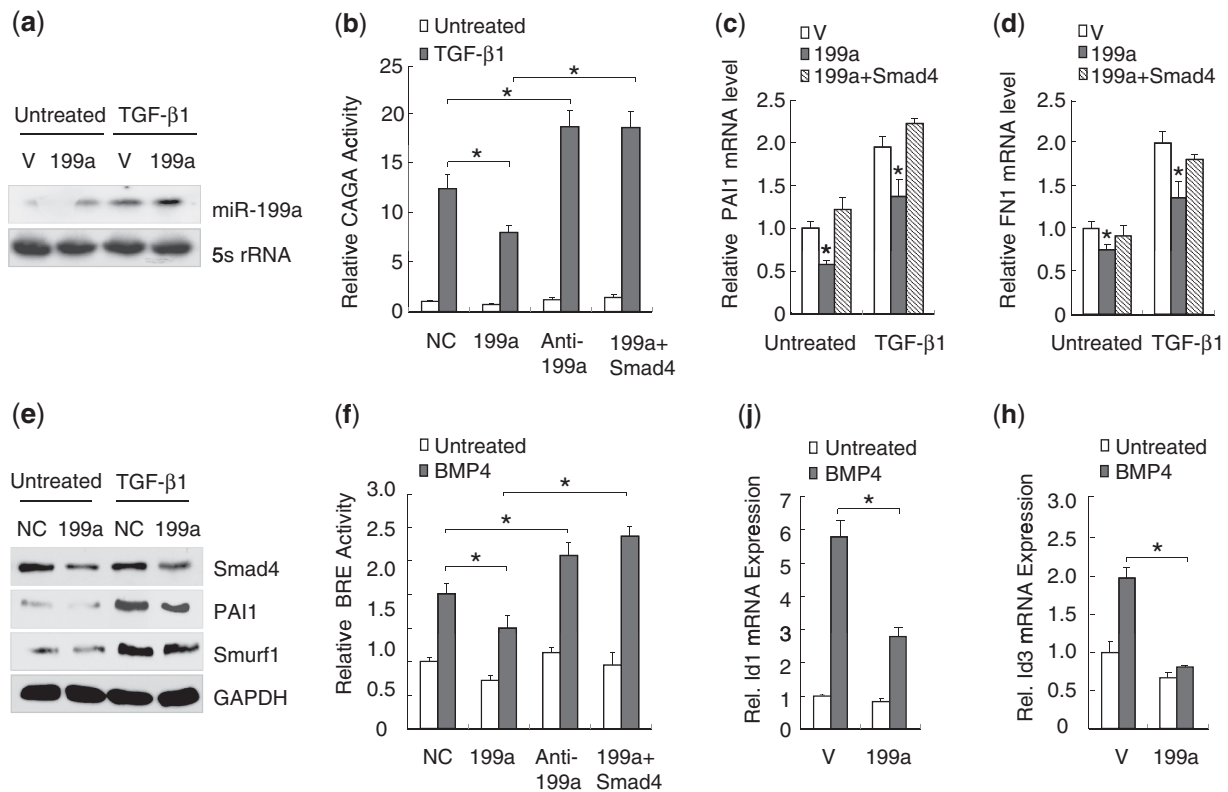 (a)
Untreated TGF-β1
V 199a V 199a
miR-199a
5s rRNA
(b)
Untreated
TGF-β1
Relative CAGA Activity
25
20
15
10
5
0
NC 199a Anti-199a 199a+Smad4
* * *
(c)
V
199a
199a+Smad4
Relative PAI1 mRNA level
2.5
2.0
1.5
1.0
0.5
0
* *
Untreated TGF-β1
(d)
V
199a
199a+Smad4
Relative FN1 mRNA level
2.5
2.0
1.5
1.0
0.5
0
* *
Untreated TGF-β1
(e)
Untreated TGF-β1
NC 199a NC 199a
Smad4
PAI1
Smurf1
GAPDH
(f)
Untreated
BMP4
Relative BRE Activity
3.0
2.5
2.0
1.5
1.0
0.5
0
* * *
NC 199a Anti-199a 199a+Smad4
(j)
Untreated
BMP4
Rel. Id1 mRNA Expression
7
6
5
4
3
2
1
0
*
V 199a
(h)
Untreated
BMP4
Rel. Id3 mRNA Expression
3.0
2.5
2.0
1.5
1.0
0.5
0
*
V 199a